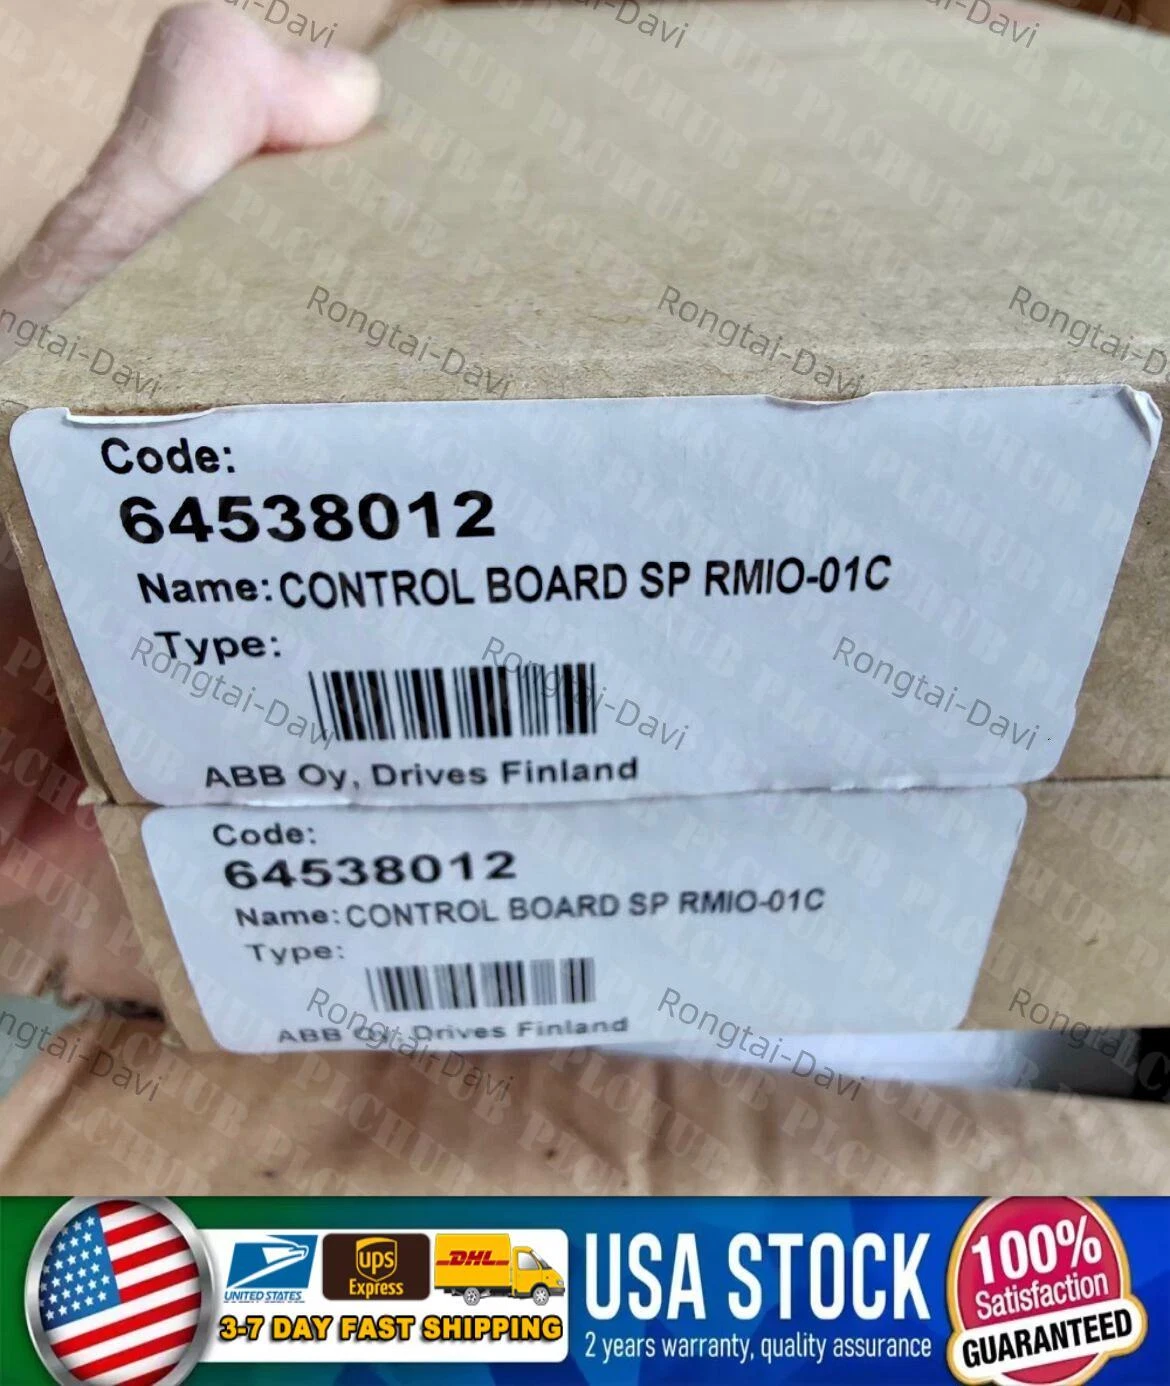 Code:
64538012
Name: CONTROL BOARD SP RMIO-01C
Type:
ABB Oy, Drives Finland
Code:
64538012
Name: CONTROL BOARD SP RMIO-01C
Type:
ABB Oy, Drives Finland
Rongtai-Davi
PLCHUB
UNITED STATES
ups
Express
DHL
3-7 DAY FAST SHIPPING
USA STOCK
2 years warranty, quality assurance
100%
Satisfaction
GUARANTEED